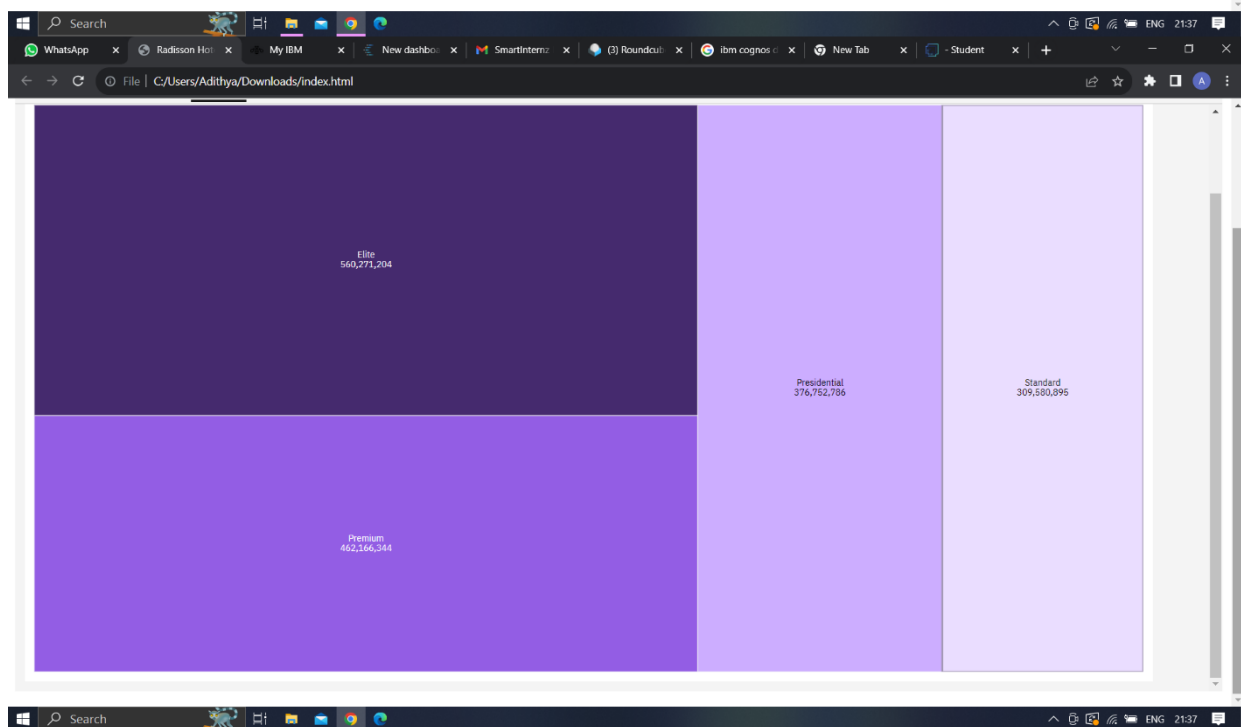 Search
ENG 21:37
WhatsApp
Radisson Hot
My IBM
New dashboa
SmartInternz
(3) Roundcub
ibm cognos d
New Tab
- Student
File C:/Users/Adithya/Downloads/index.html
A
Elite
560,271,204
Premium
462,166,344
Presidential
376,752,786
Standard
309,580,895
Search
ENG 21:37